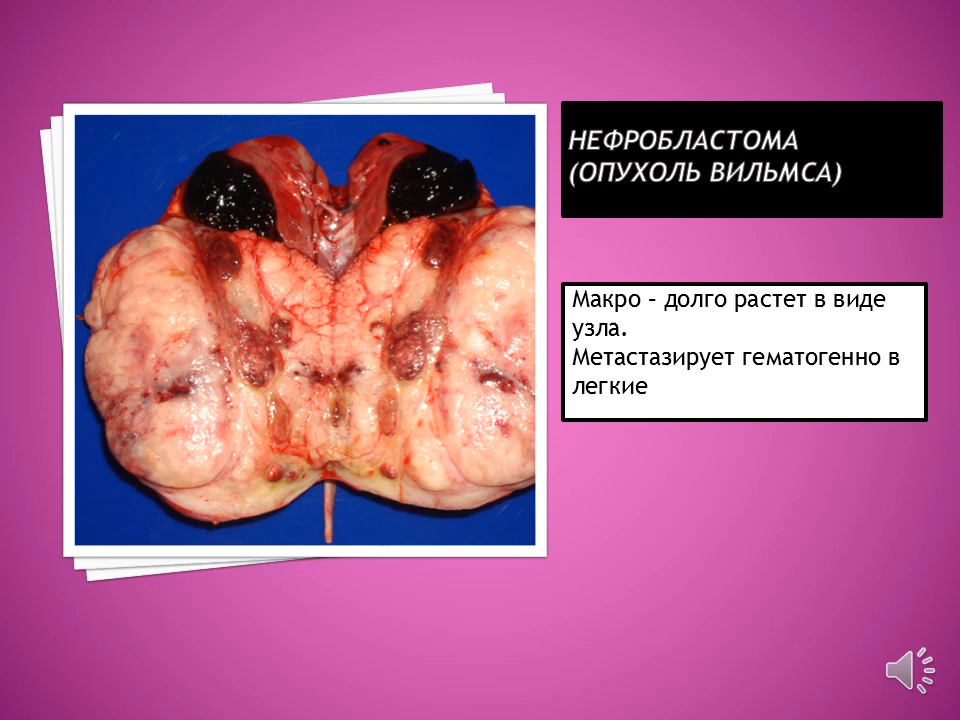 НЕФРОБЛАСТОМА
(ОПУХОЛЬ ВИЛЬМСА)
Макро – долго растет в виде
узла.
Метастазирует гематогенно в
легкие